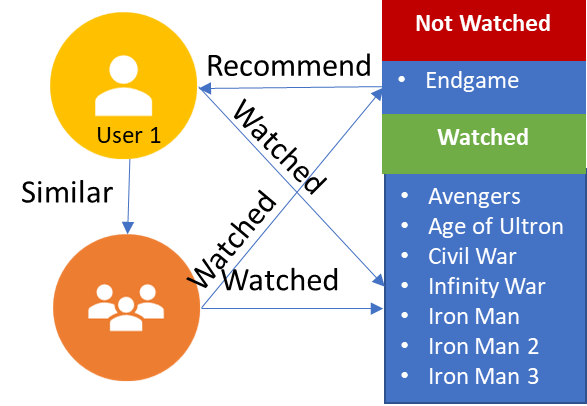 Not Watched
Recommend
• Endgame
Watched
User 1
Watched
Similar
Watched
Watched
• Avengers
• Age of Ultron
• Civil War
• Infinity War
• Iron Man
• Iron Man 2
• Iron Man 3